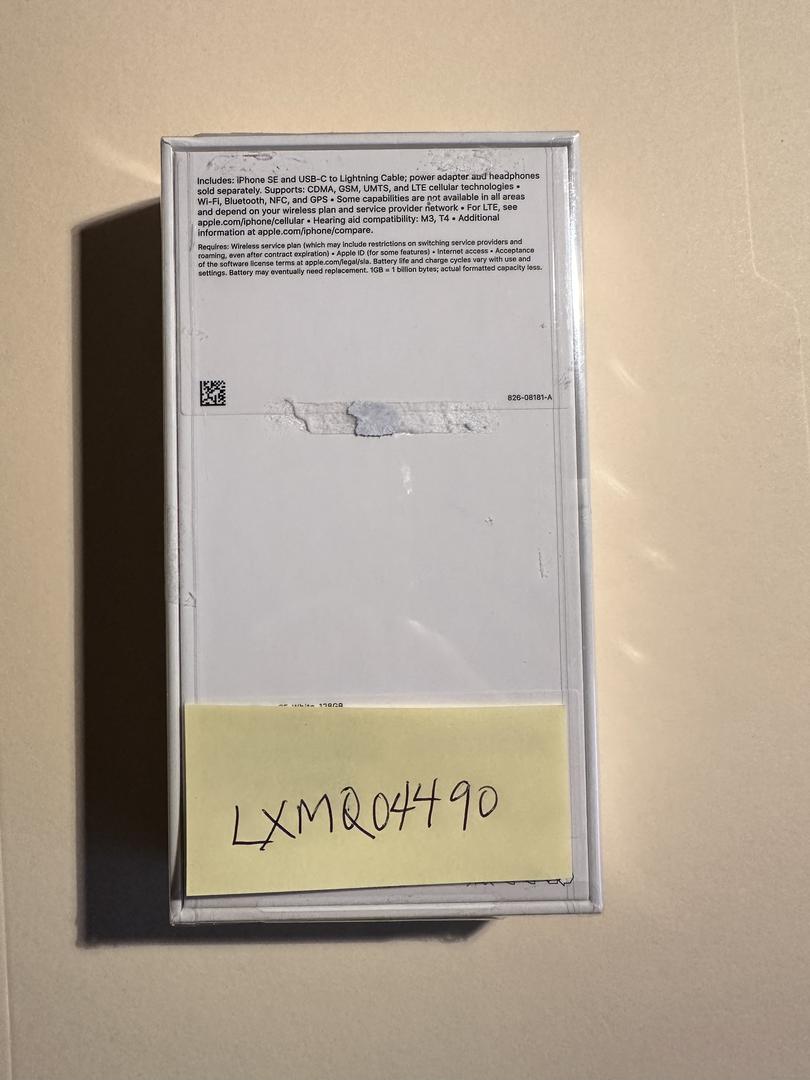 Includes: iPhone SE and USB-C to Lightning Cable; power adapter and headphones
sold separately. Supports: CDMA, GSM, UMTS, and LTE cellular technologies •
Wi-Fi, Bluetooth, NFC, and GPS • Some capabilities are not available in all areas
and depend on your wireless plan and service provider network • For LTE, see
apple.com/iphone/cellular • Hearing aid compatibility: M3, T4 • Additional
information at apple.com/iphone/compare.
Requires: Wireless service plan (which may include restrictions on switching service providers and
roaming, even after contract expiration) • Apple ID (for some features) • Internet access • Acceptance
of the software license terms at apple.com/legal/sla. Battery life and charge cycles vary with use and
settings. Battery may eventually need replacement. 1GB = 1 billion bytes; actual formatted capacity less.
826-08181-A
SE, White, 128GB
LXMQ04490